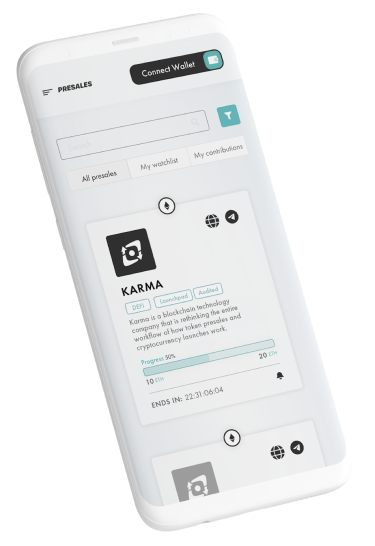 PRESALES
Connect Wallet
Search
All presales
My watchlist
My contributions
KARMA
DEFI
Launchpad
Audited
Karma is a blockchain technology
company that is rethinking the entire
workflow of how token presales and
cryptocurrency launches work.
Progress 50%
10 ETH
20 ETH
ENDS IN: 22:31:06:04